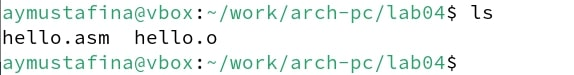 aymustafina@vbox:~/work/arch-pc/lab04$ ls
hello.asm  hello.o
aymustafina@vbox:~/work/arch-pc/lab04$